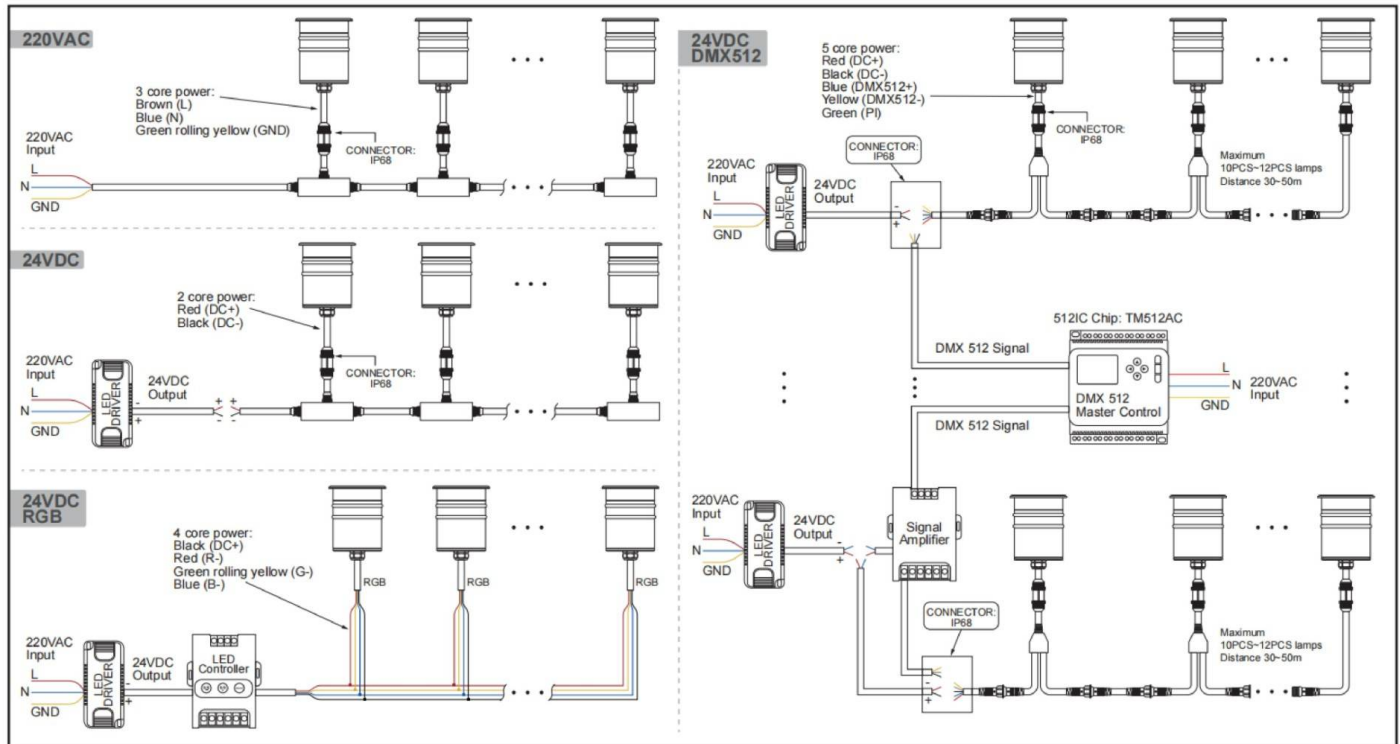 220VAC
3 core power:
Brown (L)
Blue (N)
Green rolling yellow (GND)
220VAC
Input
L
N
GND
CONNECTOR:
IP68
24VDC
2 core power:
Red (DC+)
Black (DC-)
220VAC
Input
L
N
GND
LED
DRIVER
24VDC
Output
-
+
+ +
- -
CONNECTOR:
IP68
24VDC
RGB
4 core power:
Black (DC+)
Red (R-)
Green rolling yellow (G-)
Blue (B-)
RGB
RGB
RGB
220VAC
Input
L
N
GND
LED
DRIVER
24VDC
Output
-
+
LED
Controller
24VDC
DMX512
5 core power:
Red (DC+)
Black (DC-)
Blue (DMX512+)
Yellow (DMX512-)
Green (PI)
CONNECTOR:
IP68
CONNECTOR:
IP68
220VAC
Input
L
N
GND
LED
DRIVER
24VDC
Output
-
+
Maximum
10PCS~12PCS lamps
Distance 30~50m
512IC Chip: TM512AC
DMX 512 Signal
DMX 512
Master Control
L
N
GND
220VAC
Input
DMX 512 Signal
220VAC
Input
L
N
GND
LED
DRIVER
24VDC
Output
-
+
Signal
Amplifier
CONNECTOR:
IP68
-
+
Maximum
10PCS~12PCS lamps
Distance 30~50m